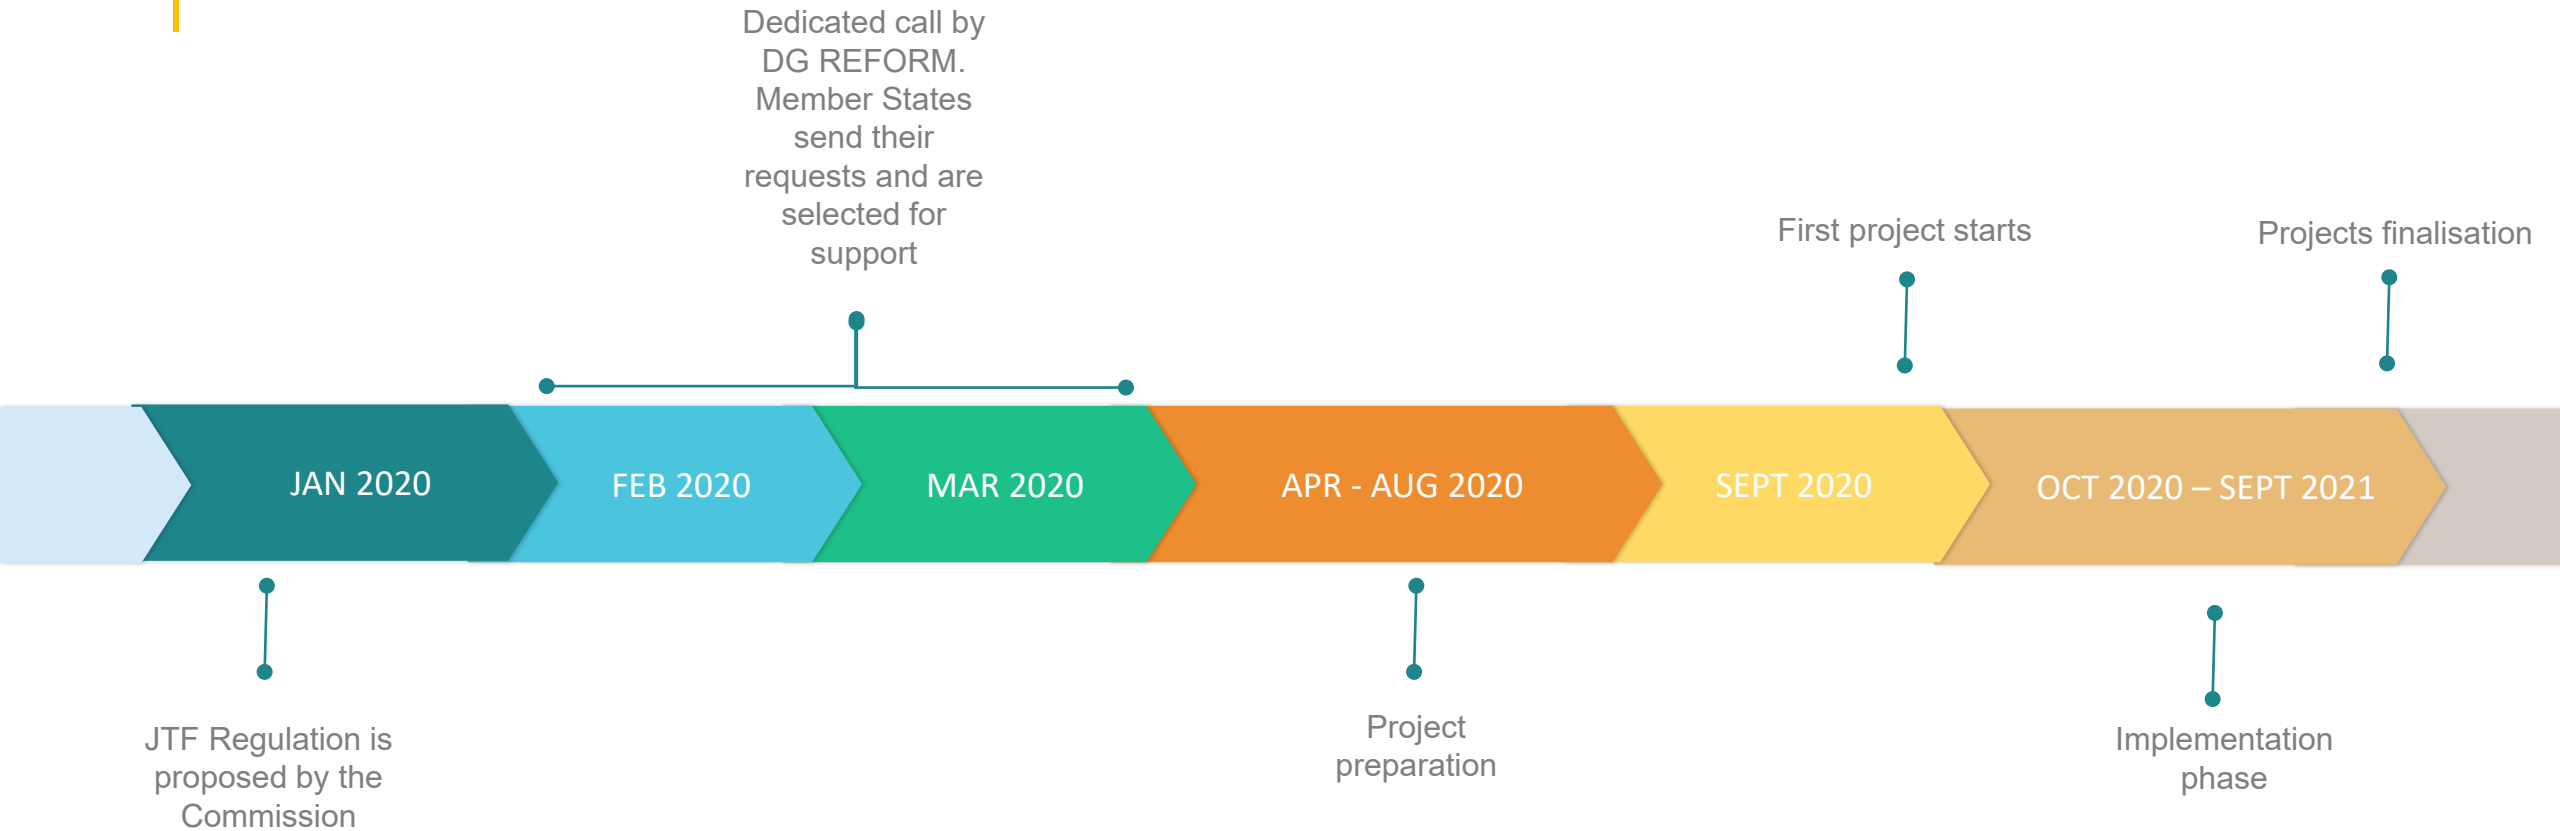 Dedicated call by
DG REFORM.
Member States
send their
requests and are
selected for
support
First project starts
Projects finalisation
JAN 2020
FEB 2020
MAR 2020
APR - AUG 2020
SEPT 2020
OCT 2020 – SEPT 2021
JTF Regulation is
proposed by the
Commission
Project
preparation
Implementation
phase